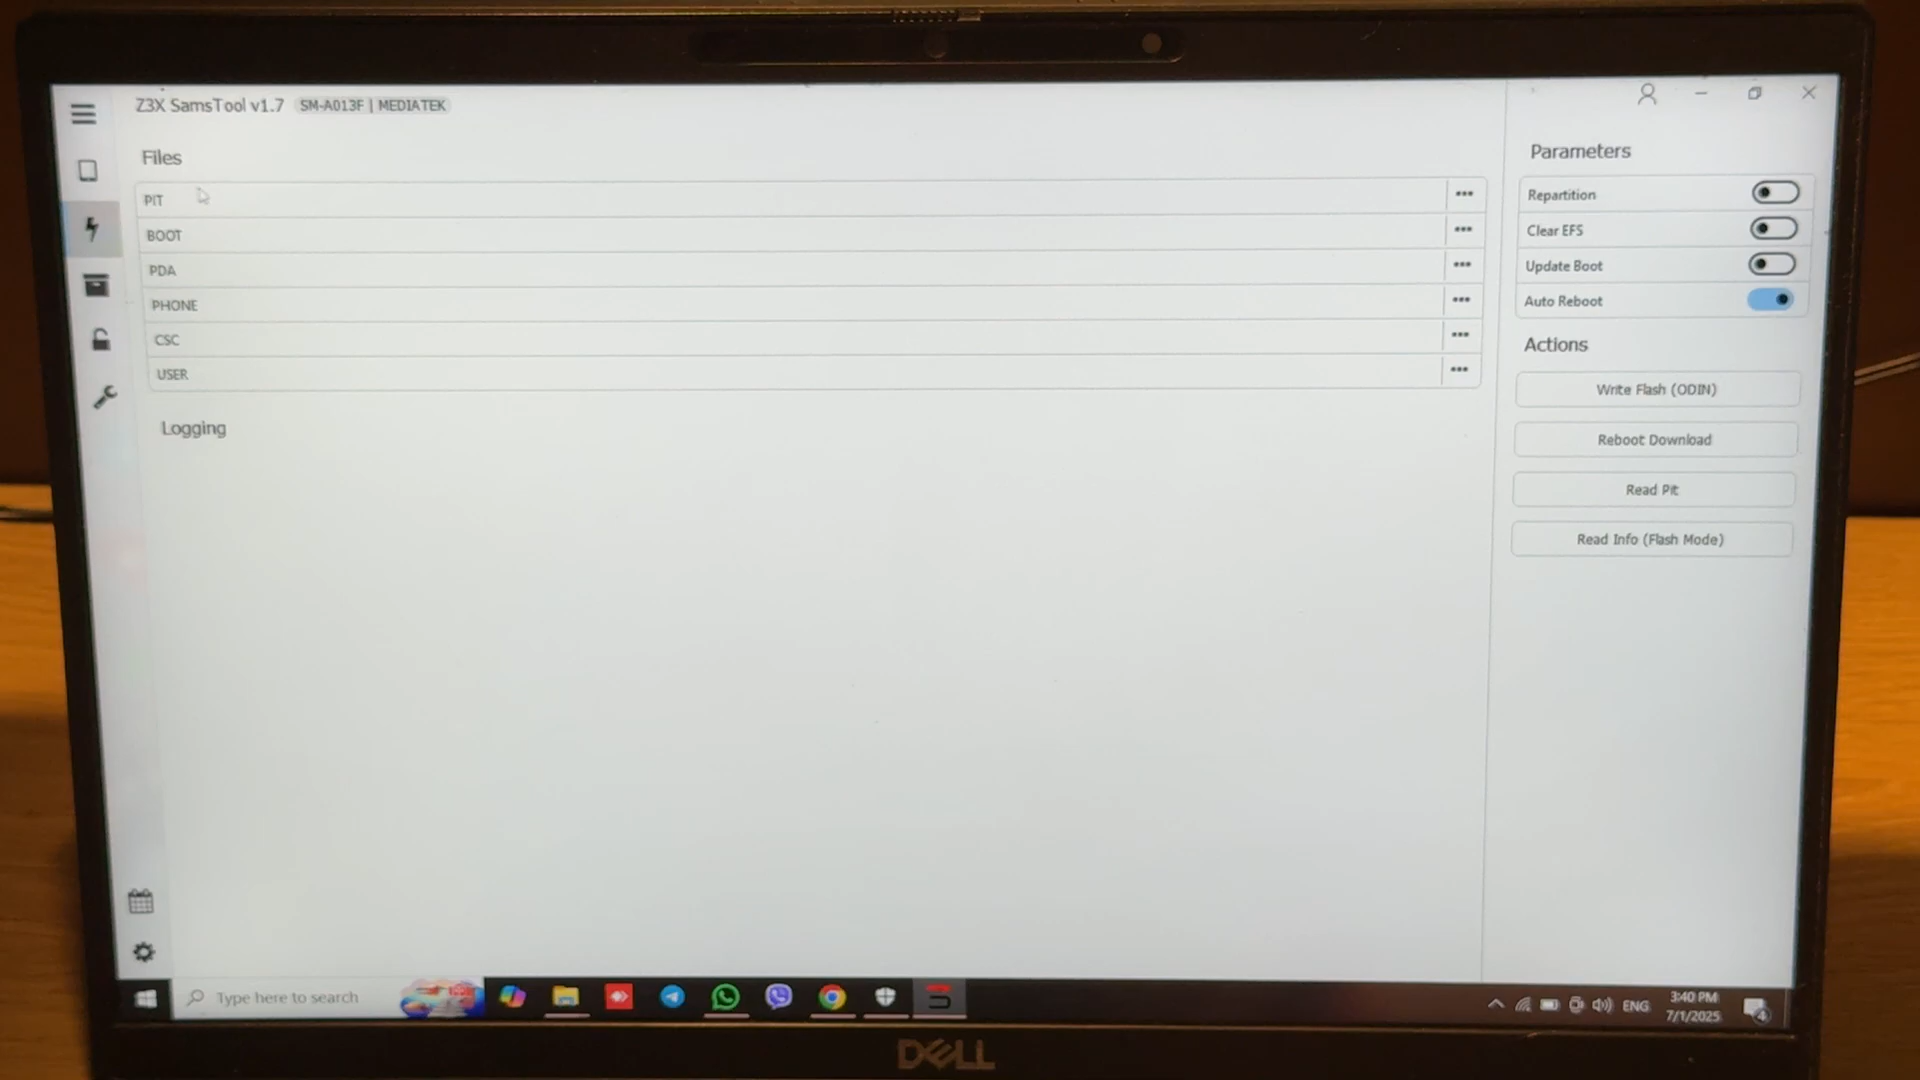 Z3X SamsTool v1.7 SM-A013F | MEDIATEK
Files
PIT
BOOT
PDA
PHONE
CSC
USER
Logging
Parameters
Repartition
Clear EFS
Update Boot
Auto Reboot
Actions
Write Flash (ODIN)
Reboot Download
Read Pit
Read Info (Flash Mode)
Type here to search
ENG
3:40 PM
7/1/2025
4
DELL